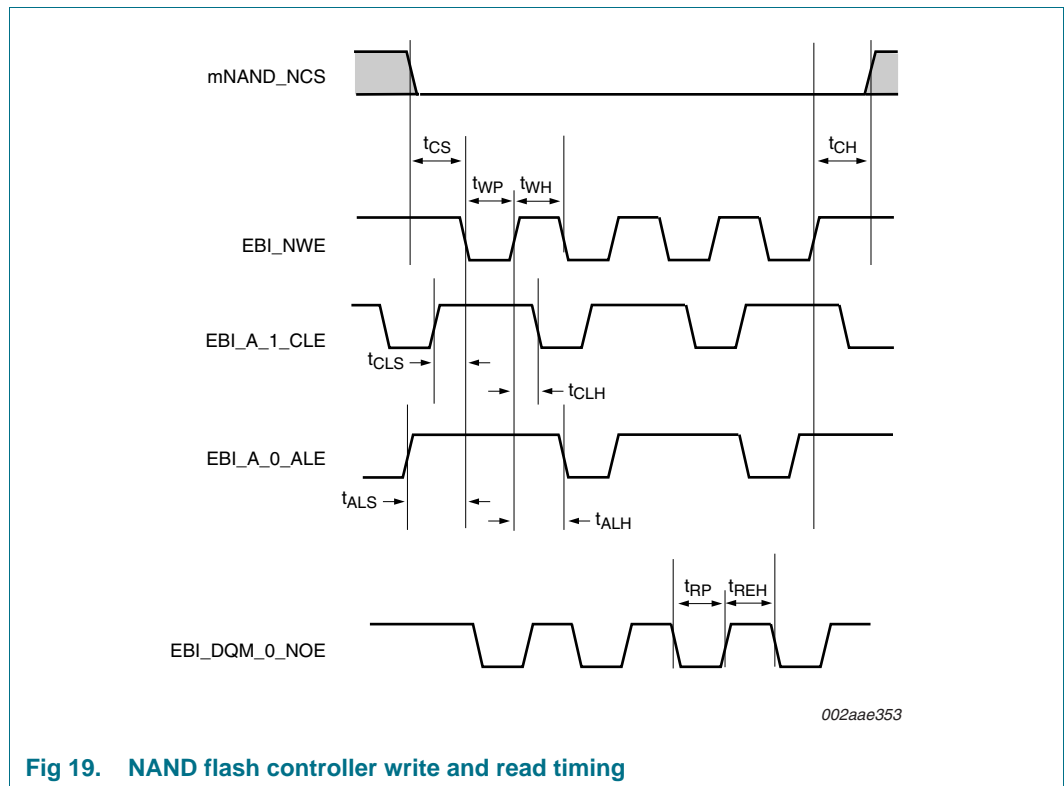 mNAND_NCS
tCS
tCH
tWP
tWH
EBI_NWE
EBI_A_1_CLE
tCLS
tCLH
EBI_A_0_ALE
tALS
tALH
tRP
tREH
EBI_DQM_0_NOE
002aae353
Fig 19. NAND flash controller write and read timing